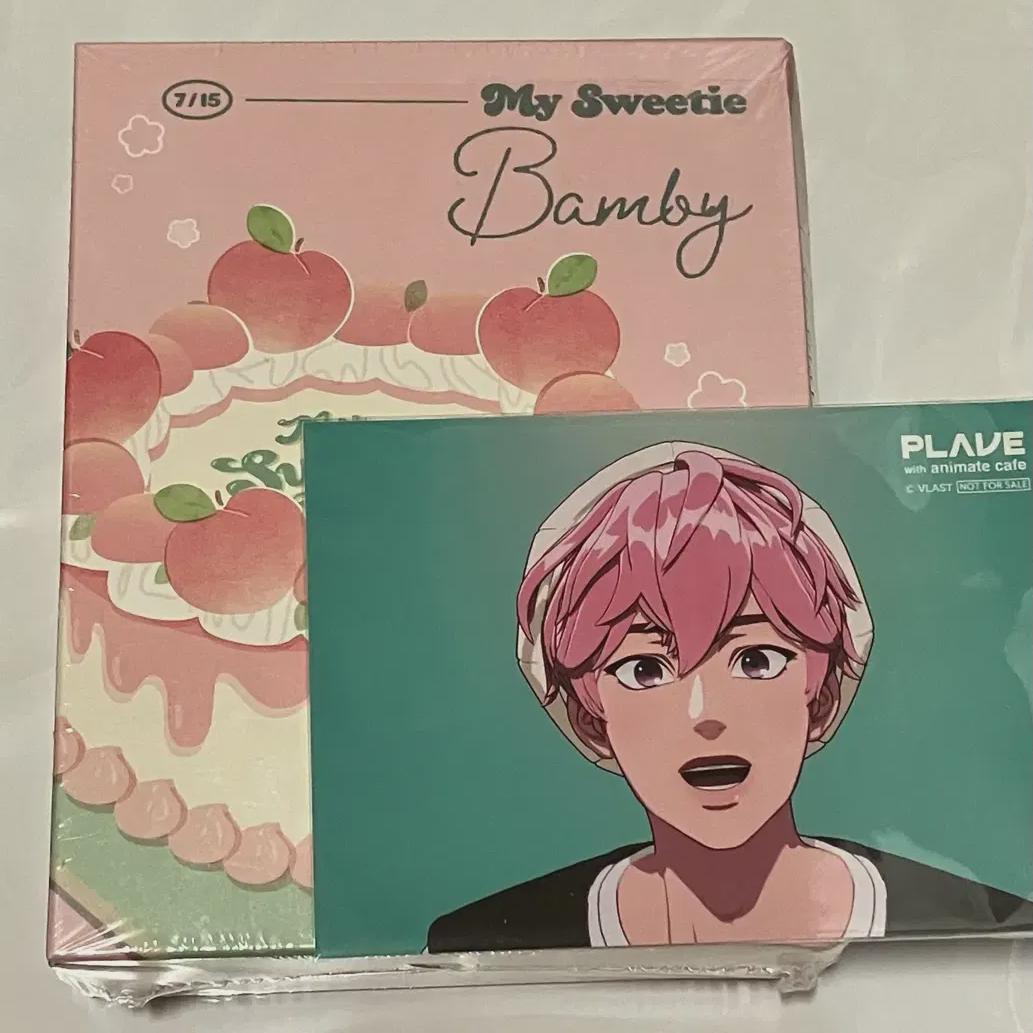 7/15
My Sweetie
Bamby
PLAVE
with animate cafe
© VLAST NOT FOR SALE